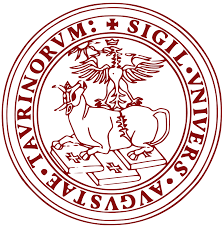 ✠ SIGIL · VNIVERS · AVGVSTAE · TAVRINORVM: